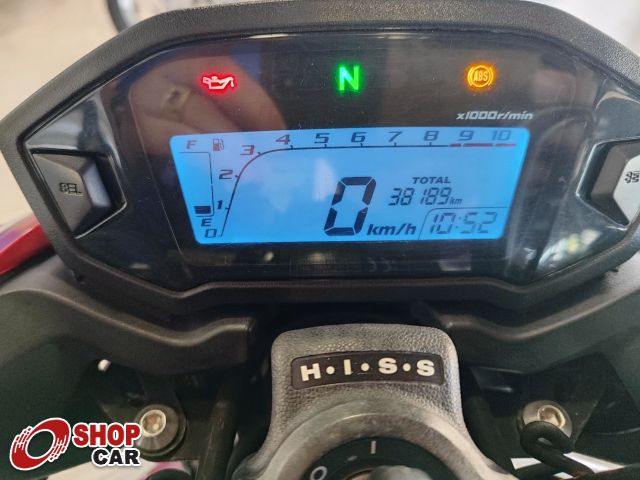 N
ABS
x1000r/min
F 3 4 5 6 7 8 9 10
2
SEL
TOTAL
38189km
1
E
0
0 km/h
10:52
H·I·S·S
SHOP
CAR
O I